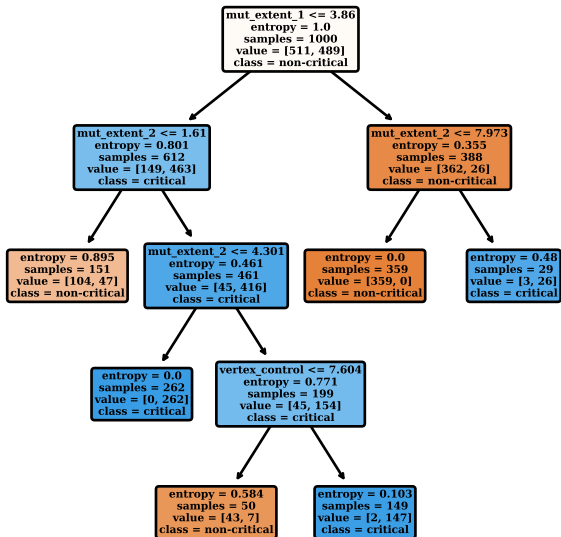 mut_extent_1 <= 3.86
entropy = 1.0
samples = 1000
value = [511, 489]
class = non-critical
mut_extent_2 <= 1.61
entropy = 0.801
samples = 612
value = [149, 463]
class = critical
mut_extent_2 <= 7.973
entropy = 0.355
samples = 388
value = [362, 26]
class = non-critical
entropy = 0.895
samples = 151
value = [104, 47]
class = non-critical
mut_extent_2 <= 4.301
entropy = 0.461
samples = 461
value = [45, 416]
class = critical
entropy = 0.0
samples = 359
value = [359, 0]
class = non-critical
entropy = 0.48
samples = 29
value = [3, 26]
class = critical
entropy = 0.0
samples = 262
value = [0, 262]
class = critical
vertex_control <= 7.604
entropy = 0.771
samples = 199
value = [45, 154]
class = critical
entropy = 0.584
samples = 50
value = [43, 7]
class = non-critical
entropy = 0.103
samples = 149
value = [2, 147]
class = critical